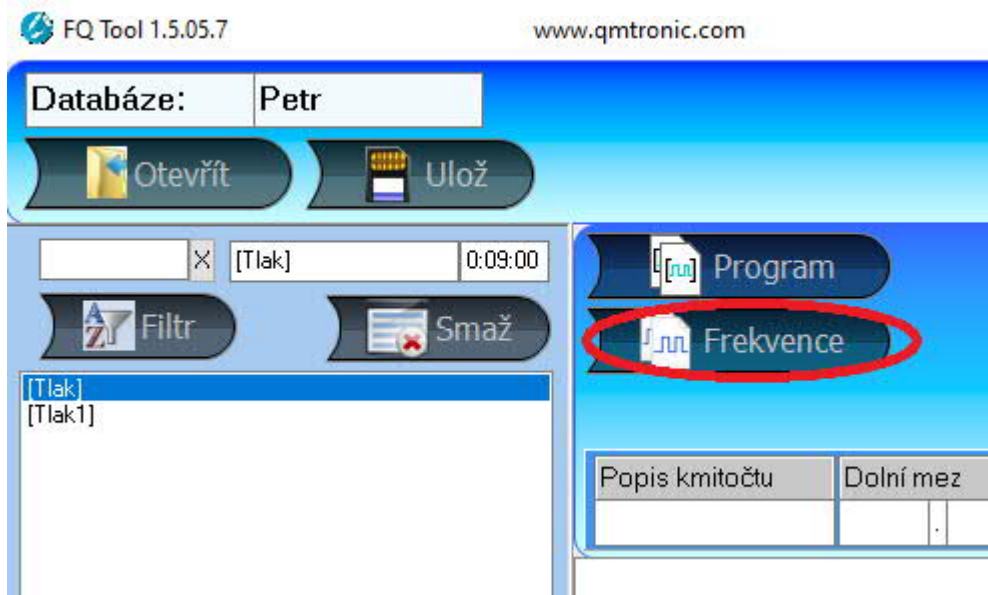 FQ Tool 1.5.05.7 www.qmtronic.com
Databáze: Petr
Otevřít Ulož
X [Tlak] 0:09:00
Filtr Smaž
[Tlak]
[Tlak1]
Program
Frekvence
Popis kmitočtu Dolní mez
.